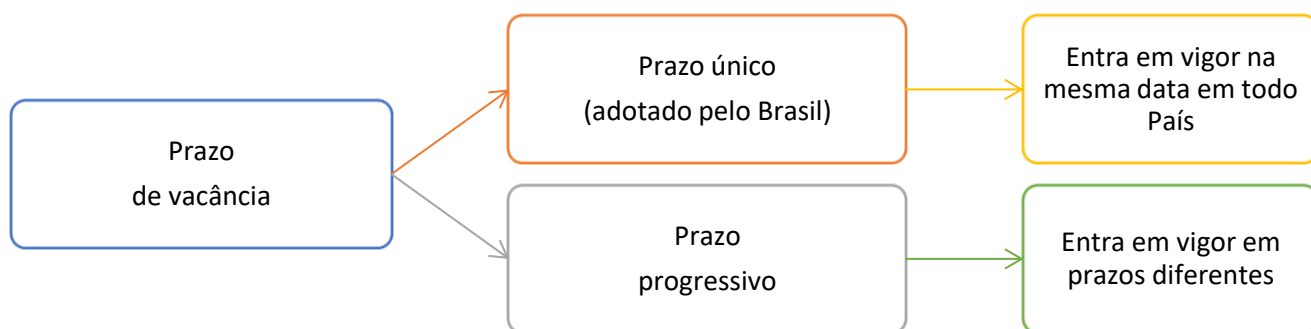 Prazo
de vacância
Prazo único
(adotado pelo Brasil)
Entra em vigor na
mesma data em todo
País
Prazo
progressivo
Entra em vigor em
prazos diferentes